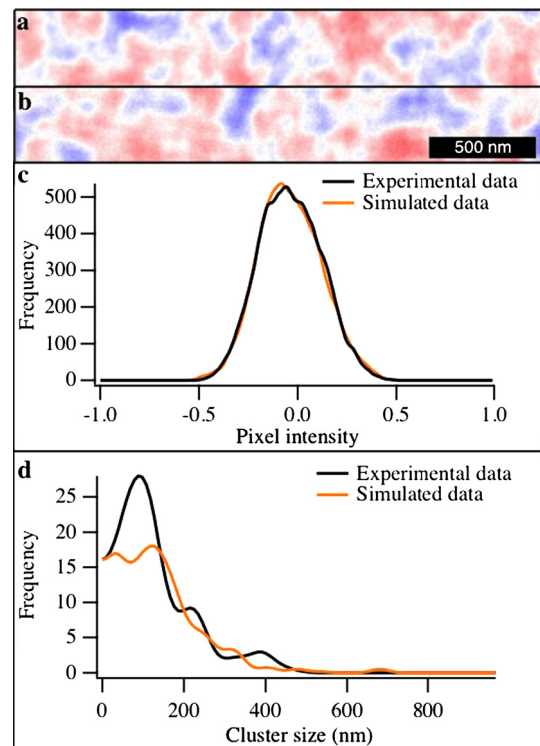 a
b
500 nm
c
Experimental data
Simulated data
500
400
300
200
100
0
Frequency
-1.0 -0.5 0.0 0.5 1.0
Pixel intensity
d
Experimental data
Simulated data
25
20
15
10
5
0
Frequency
0 200 400 600 800
Cluster size (nm)